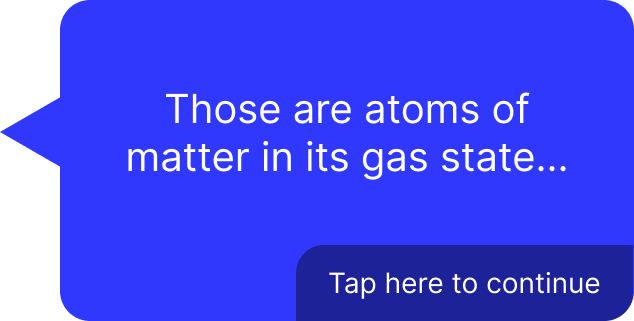 Those are atoms of
matter in its gas state...
Tap here to continue